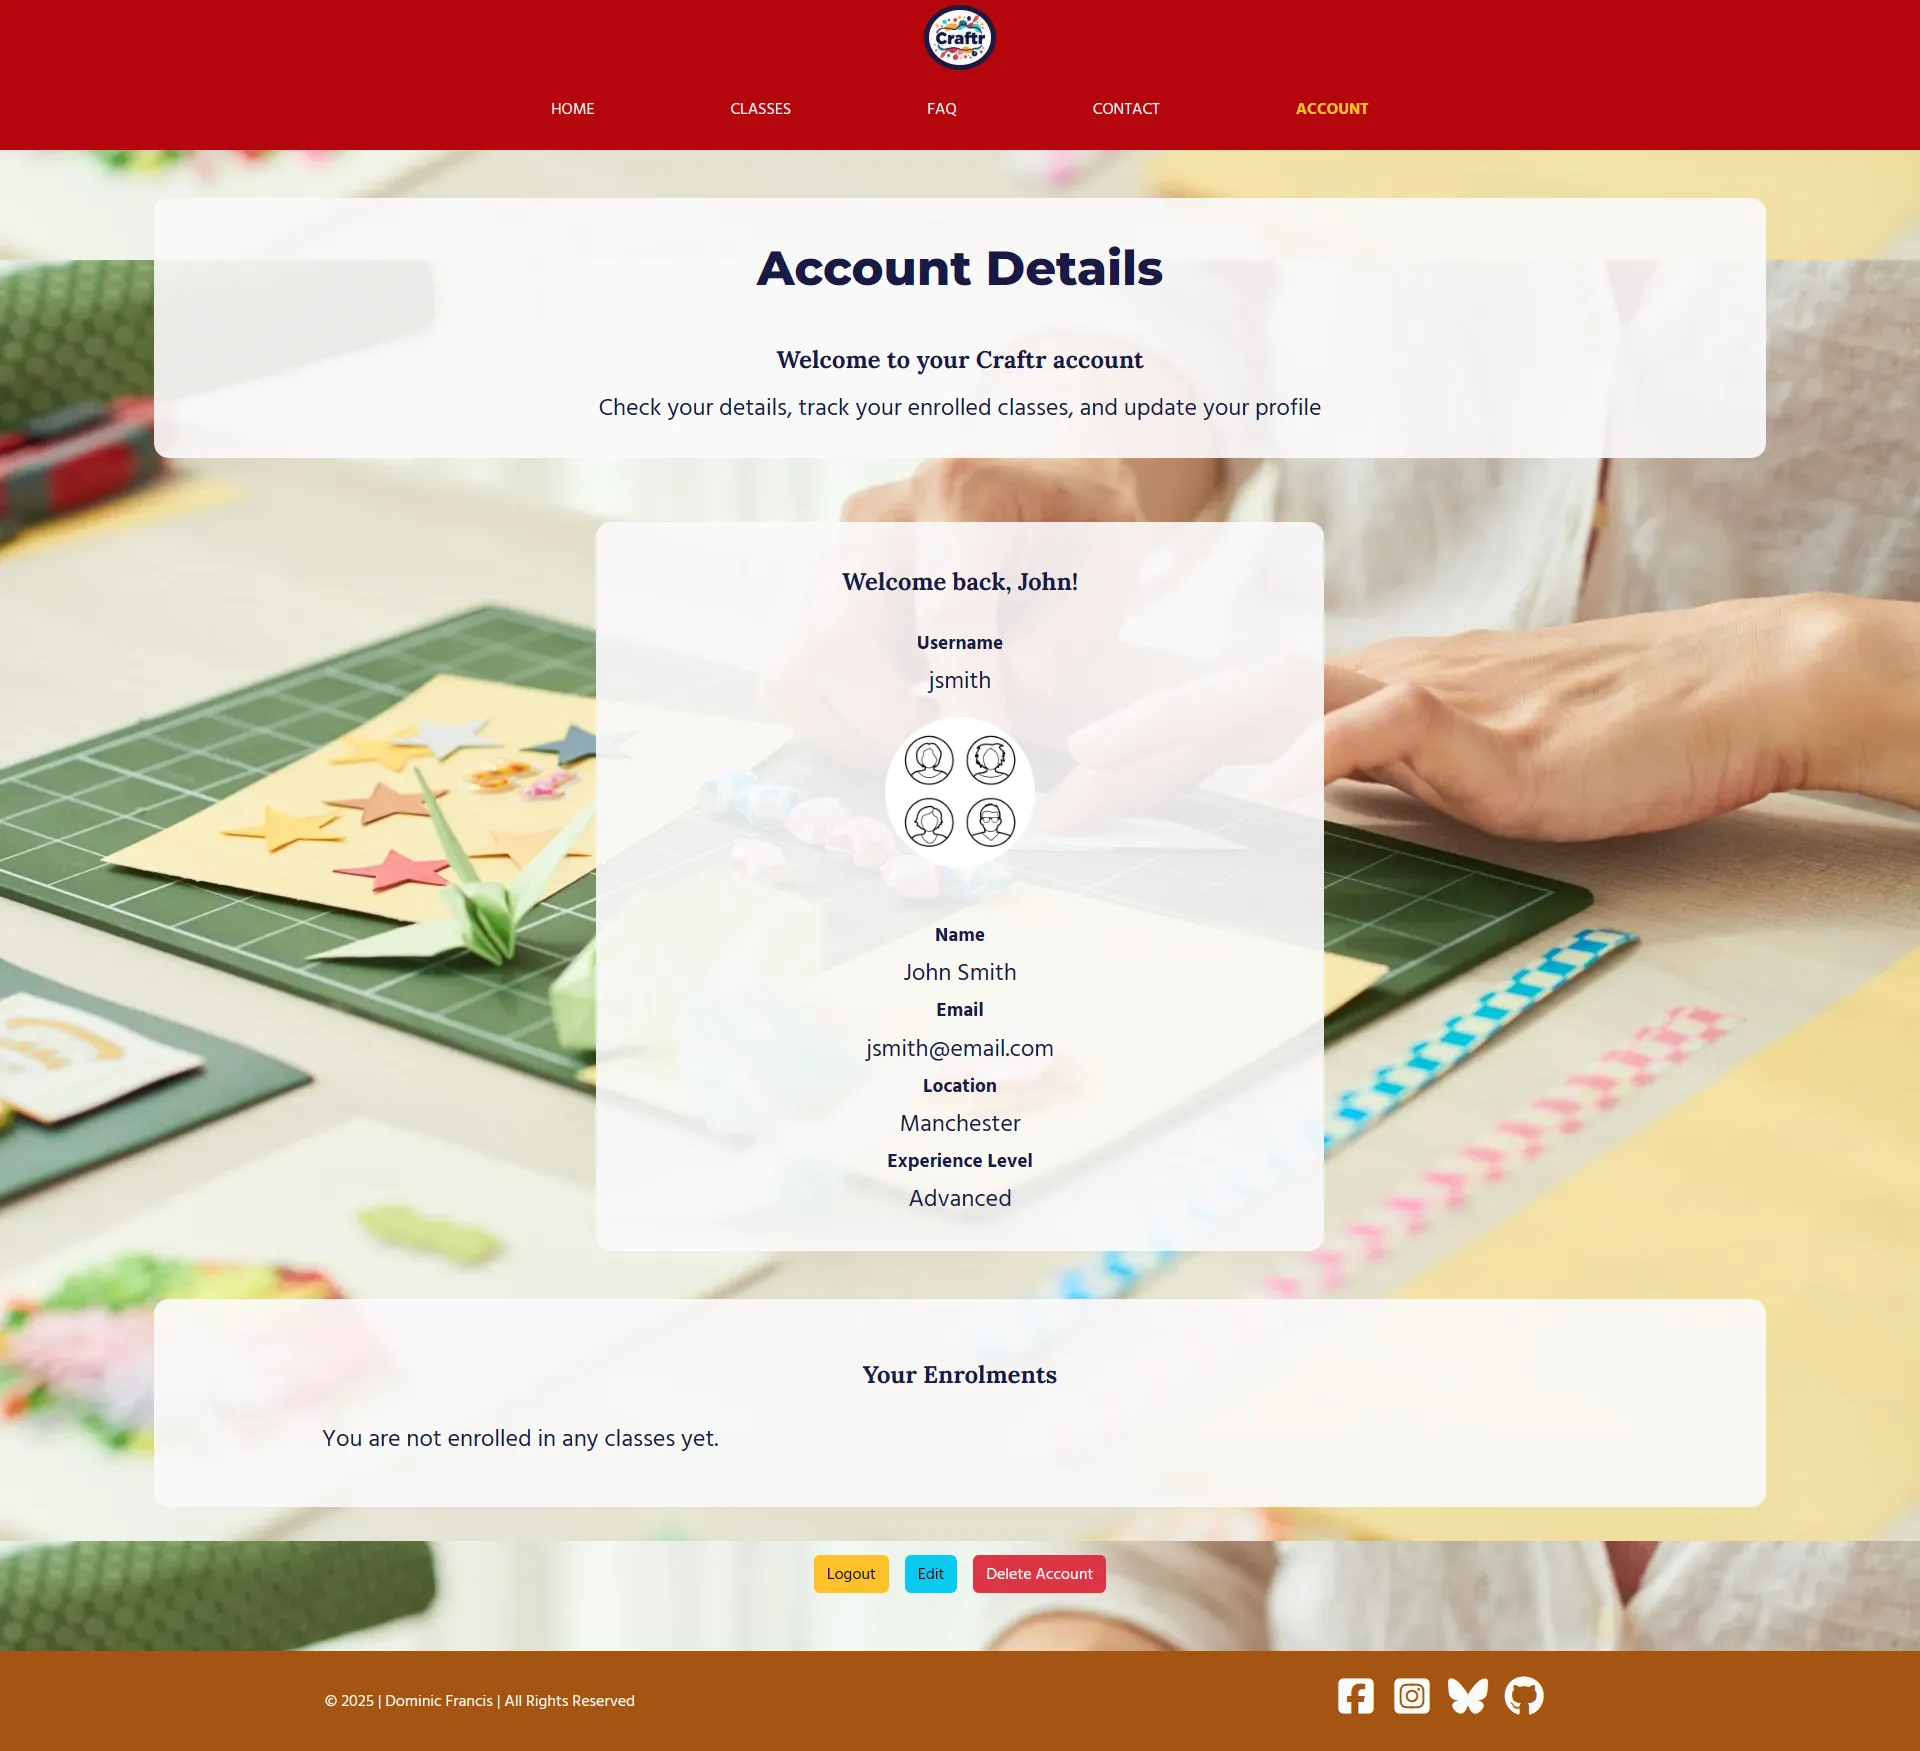 Craftr
HOME CLASSES FAQ CONTACT ACCOUNT
Account Details
Welcome to your Craftr account
Check your details, track your enrolled classes, and update your profile
Welcome back, John!
Username
jsmith
Name
John Smith
Email
jsmith@email.com
Location
Manchester
Experience Level
Advanced
Your Enrolments
You are not enrolled in any classes yet.
Logout Edit Delete Account
© 2025 | Dominic Francis | All Rights Reserved